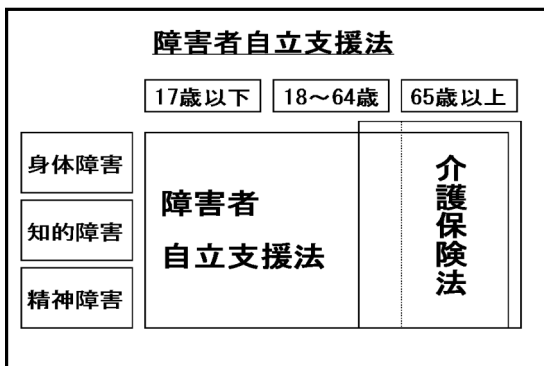 障害者自立支援法
17歳以下 18～64歳 65歳以上
身体障害
知的障害
精神障害
障害者
自立支援法
介護保険法